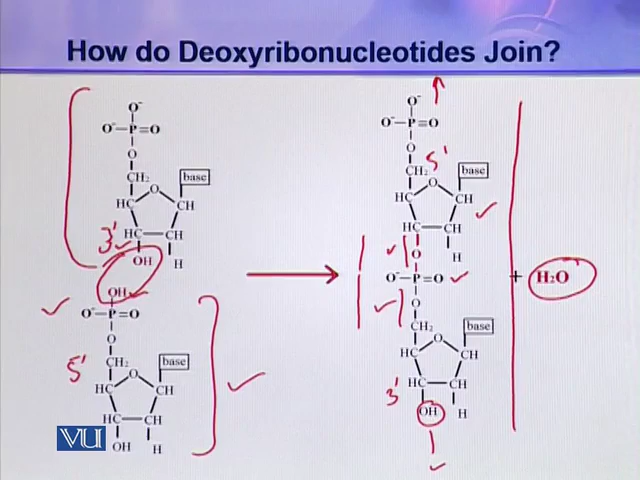 How do Deoxyribonucleotides Join?
O⁻
O⁻—P=O
O
CH₂
base
O
HC
CH
3'
HC—CH
OH
H
OH
O⁻—P=O
O
5'
CH₂
base
O
HC
CH
HC—CH
OH
H
VU
O⁻
O⁻—P=O
O
5'
CH₂
base
O
HC
CH
HC—CH
O
H
O⁻—P=O
+ H₂O
O
CH₂
base
O
HC
CH
3'
HC—CH
OH
H